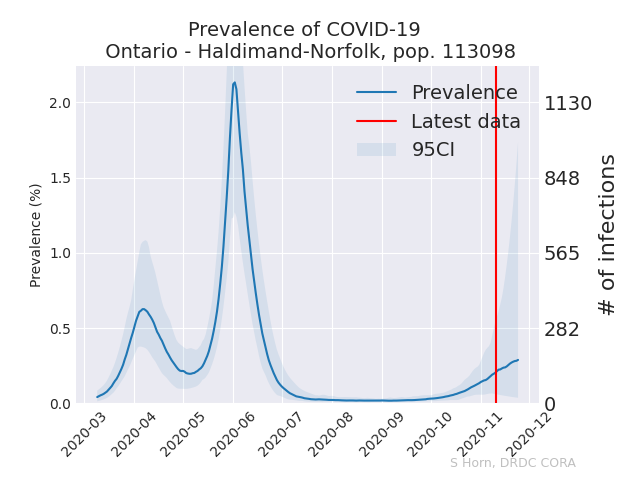 Prevalence of COVID-19
Ontario - Haldimand-Norfolk, pop. 113098
Prevalence
Latest data
95CI
Prevalence (%)
2.0
1.5
1.0
0.5
0.0
1130
848
565
282
0
# of infections
2020-03
2020-04
2020-05
2020-06
2020-07
2020-08
2020-09
2020-10
2020-11
2020-12
S Horn, DRDC CORA